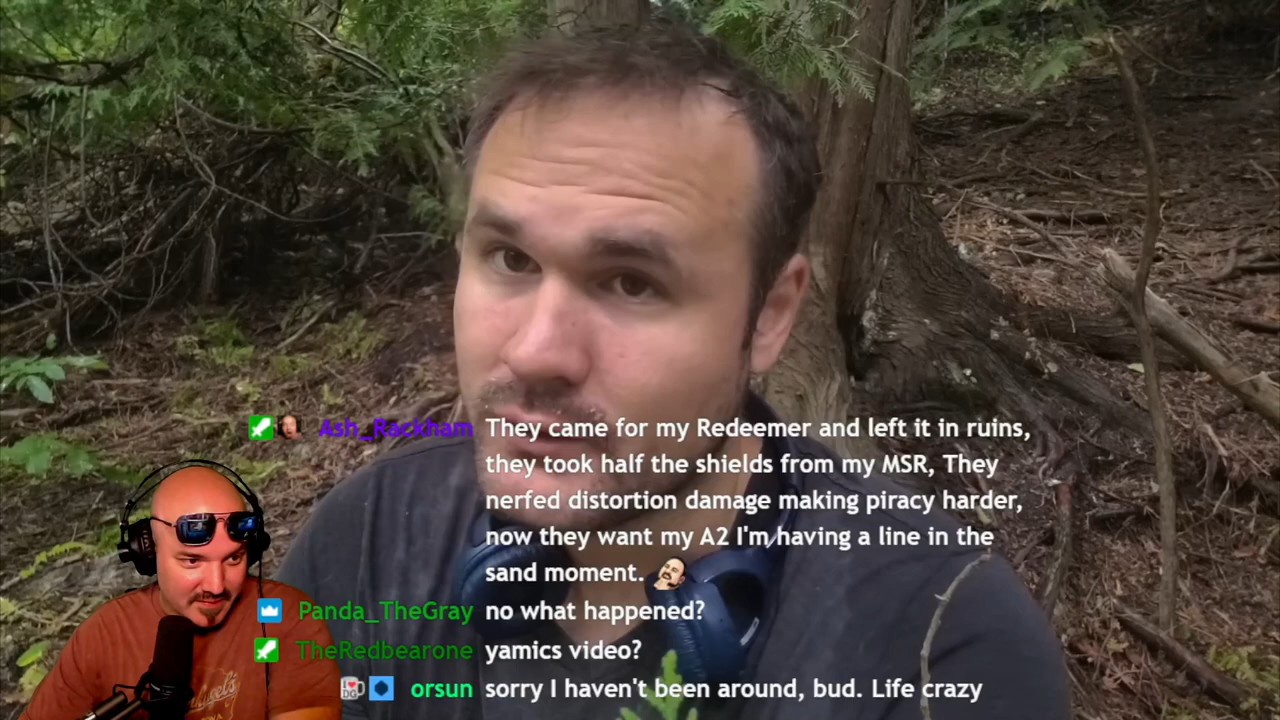 Ash_Rackham They came for my Redeemer and left it in ruins,
they took half the shields from my MSR, They
nerfed distortion damage making piracy harder,
now they want my A2 I'm having a line in the
sand moment.
Panda_TheGray no what happened?
TheRedbearone yamics video?
orsun sorry I haven't been around, bud. Life crazy